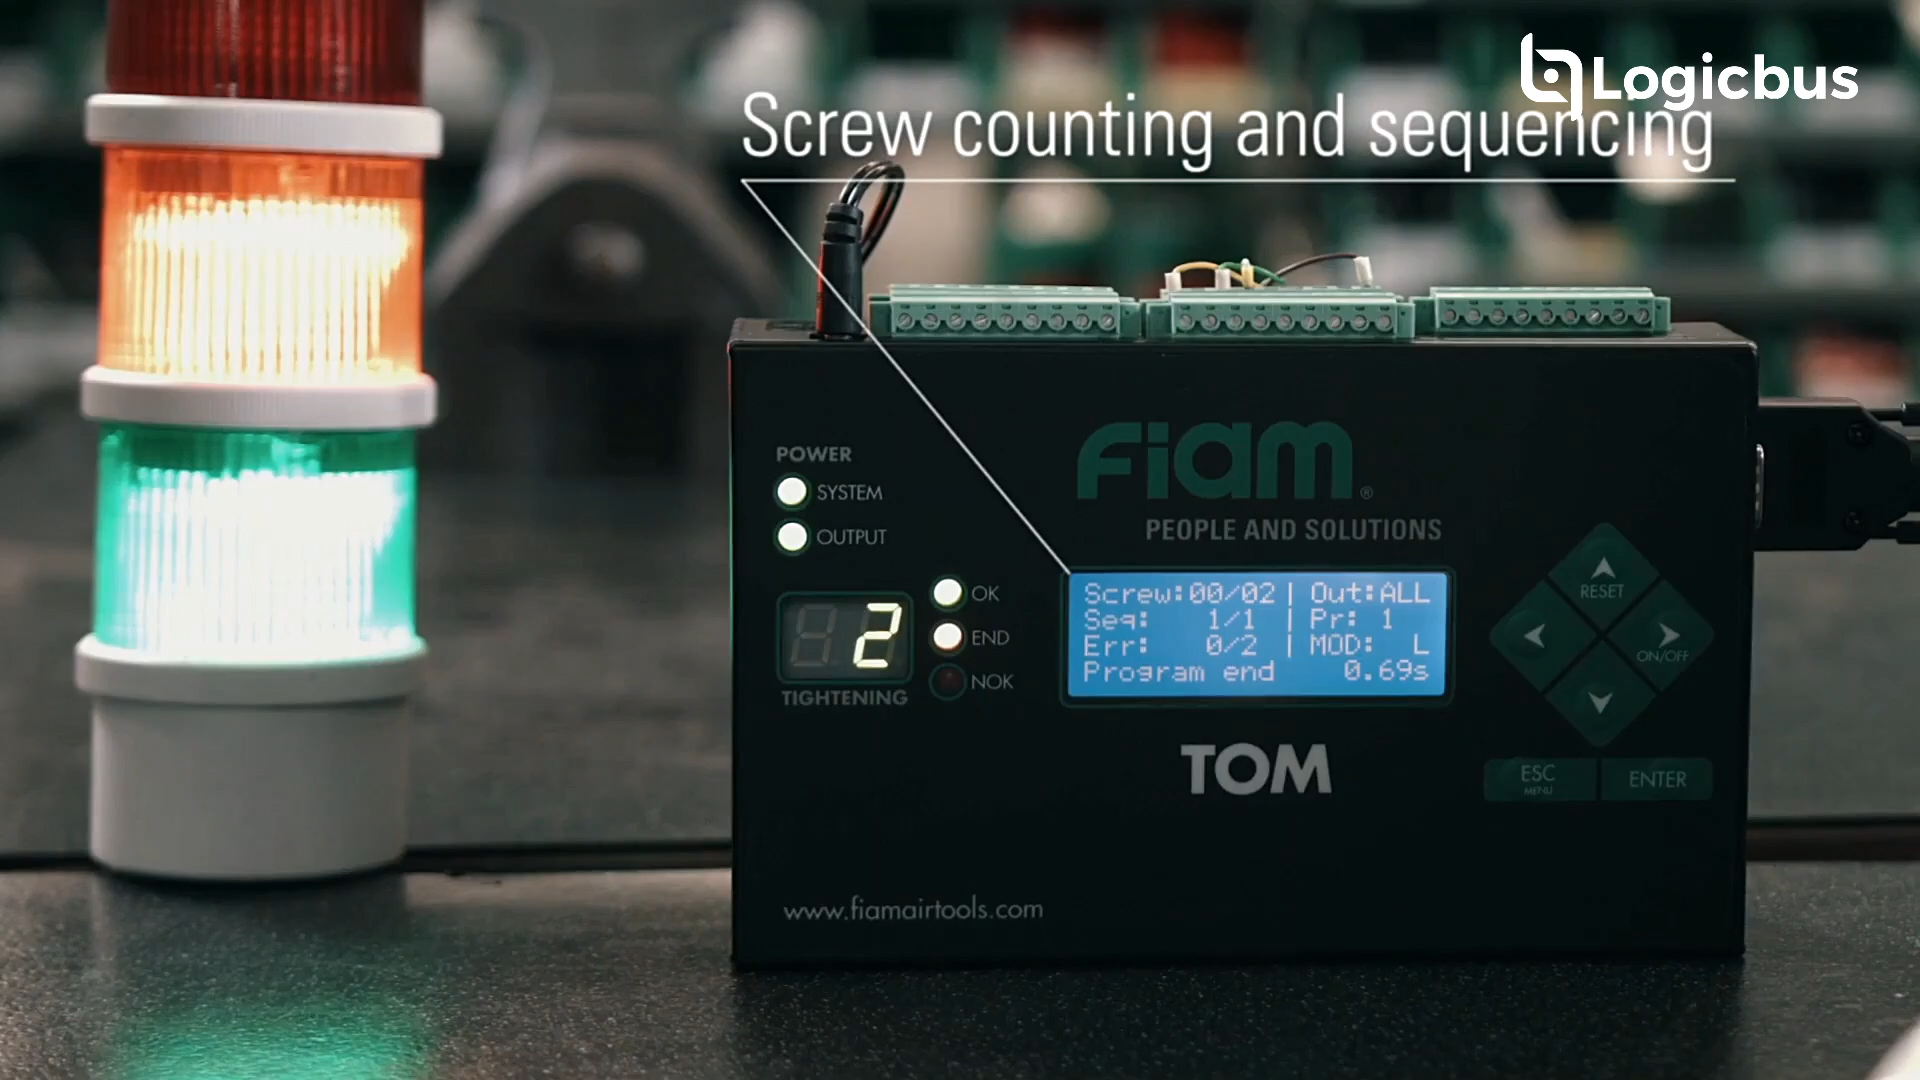 Logicbus
Screw counting and sequencing
POWER
SYSTEM
OUTPUT
fiam®
PEOPLE AND SOLUTIONS
2
TIGHTENING
OK
END
NOK
Screw:00/02 | Out:ALL
Seq: 1/1 | Pr: 1
Err: 0/2 | MOD: L
Program end 0.69s
RESET
ON/OFF
TOM
ESC
MENU
ENTER
www.fiamairtools.com